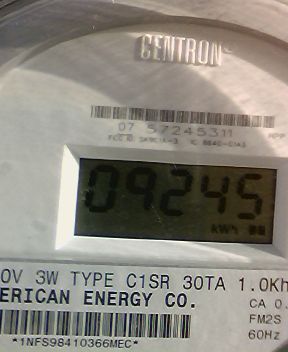 CENTRON
07 57245311
09245
kWh
0V 3W TYPE C1SR 30TA 1.0Kh
ERICAN ENERGY CO.
CA 0.
FM2S
60Hz
*1NFS98410366MEC*